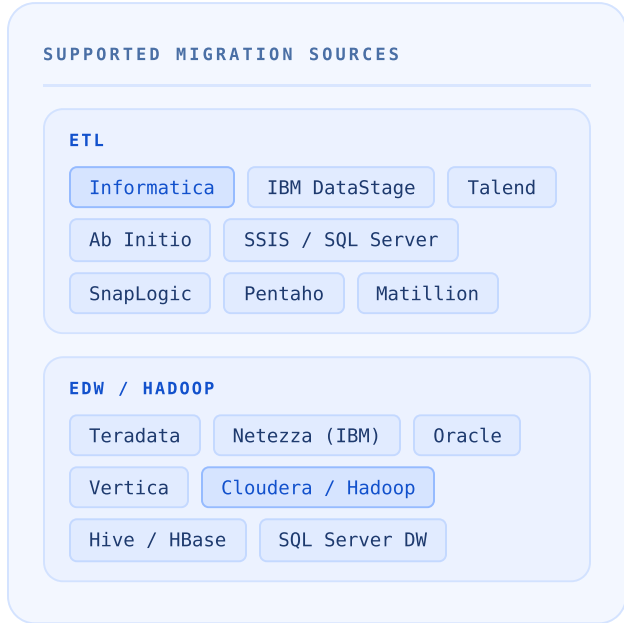 SUPPORTED MIGRATION SOURCES
ETL
Informatica IBM DataStage Talend
Ab Initio SSIS / SQL Server
SnapLogic Pentaho Matillion
EDW / HADOOP
Teradata Netezza (IBM) Oracle
Vertica Cloudera / Hadoop
Hive / HBase SQL Server DW